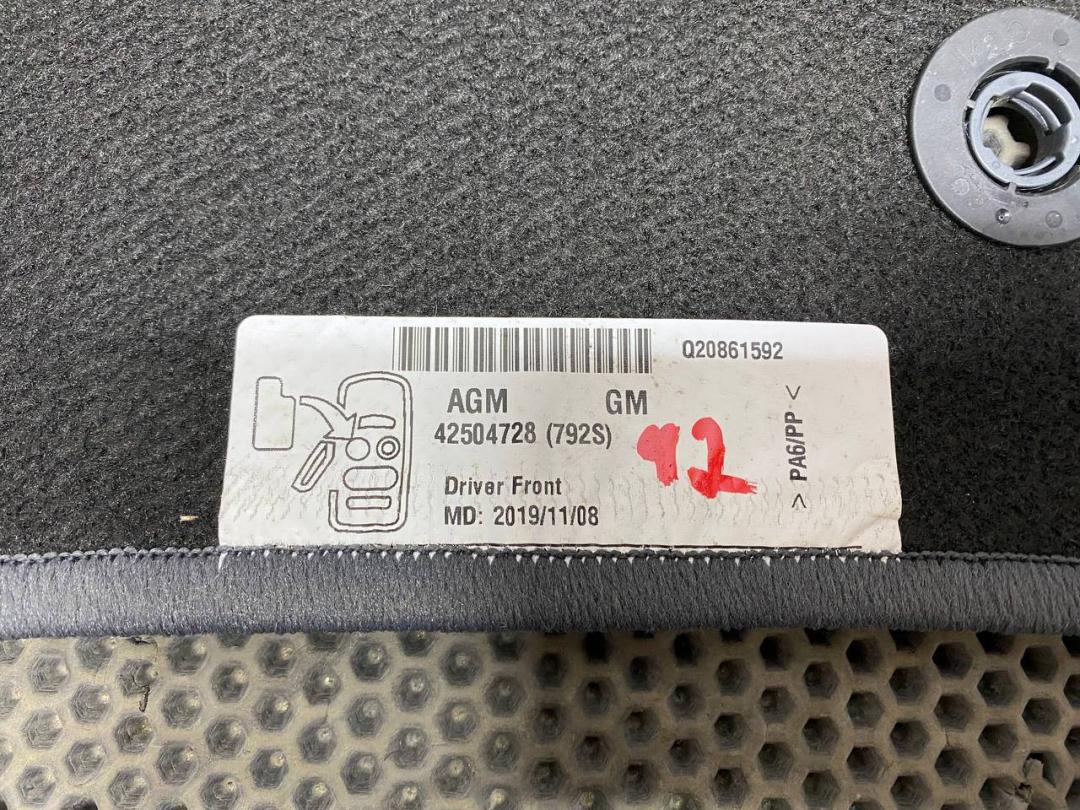 Q20861592
AGM GM
42504728 (792S)
92
Driver Front
MD: 2019/11/08
> PA6/PP <